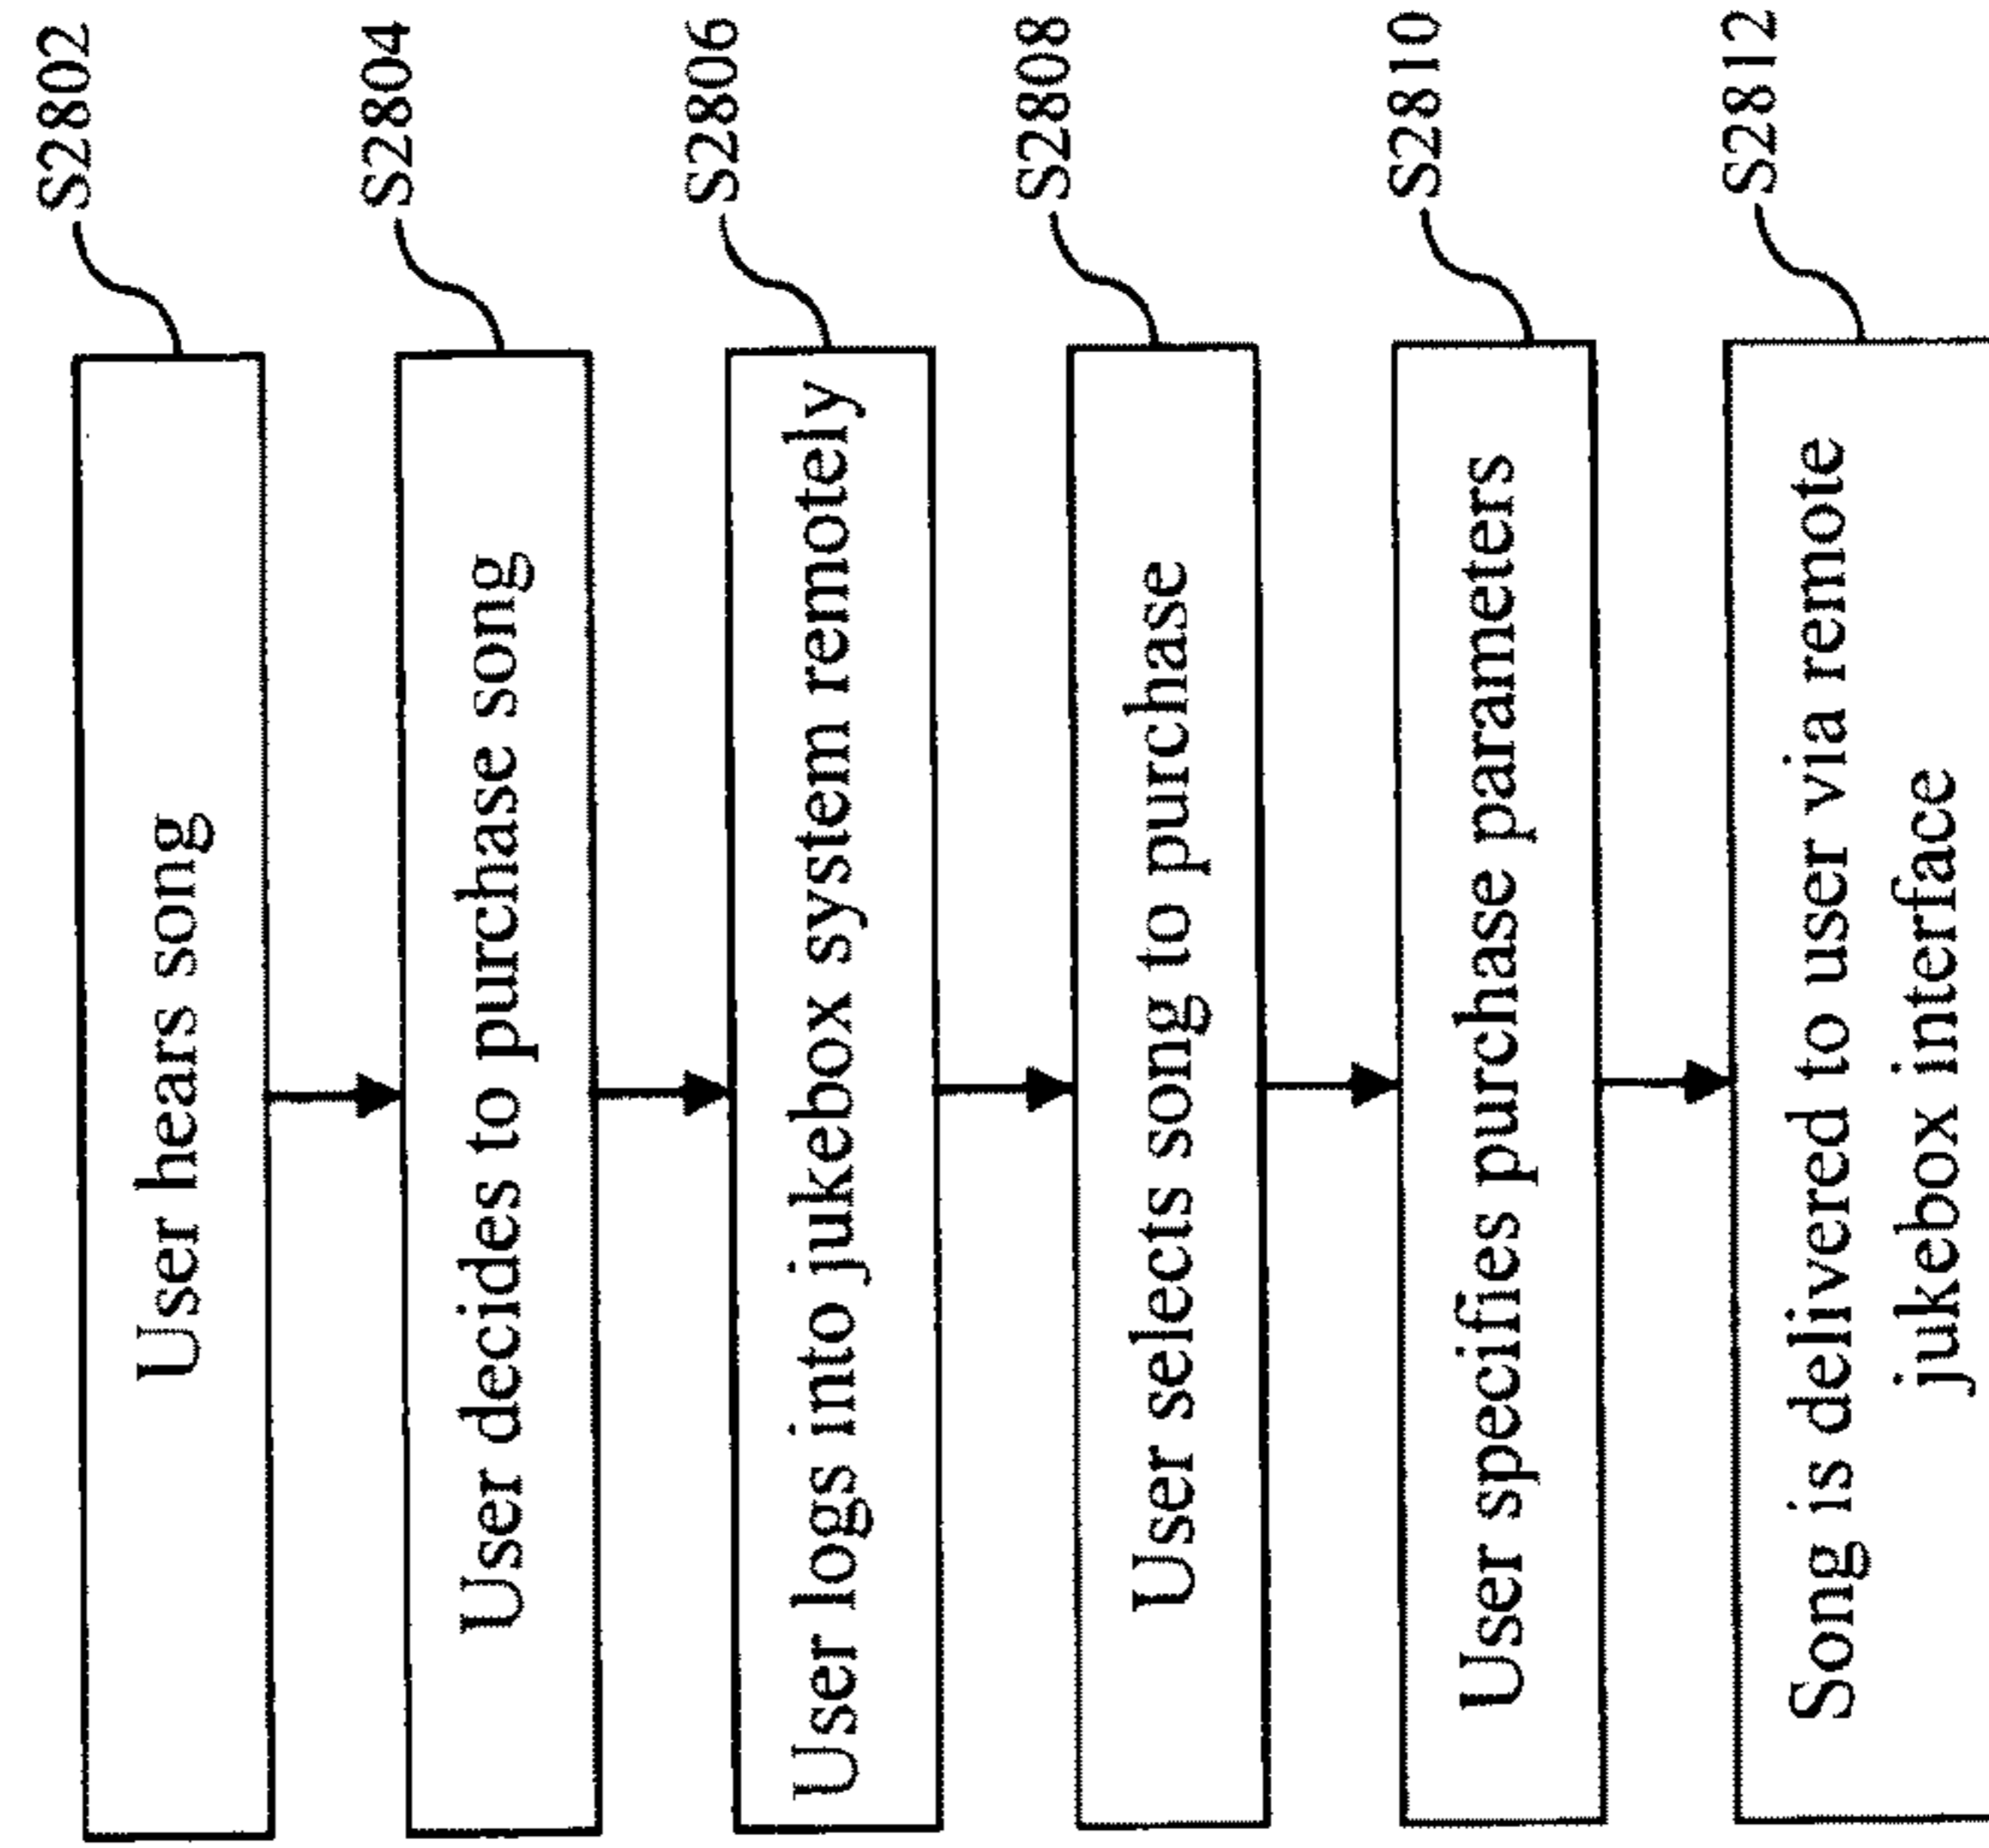 User hears song
S2802
User decides to purchase song
S2804
User logs into jukebox system remotely
S2806
User selects song to purchase
S2808
User specifies purchase parameters
S2810
Song is delivered to user via remote
jukebox interface
S2812